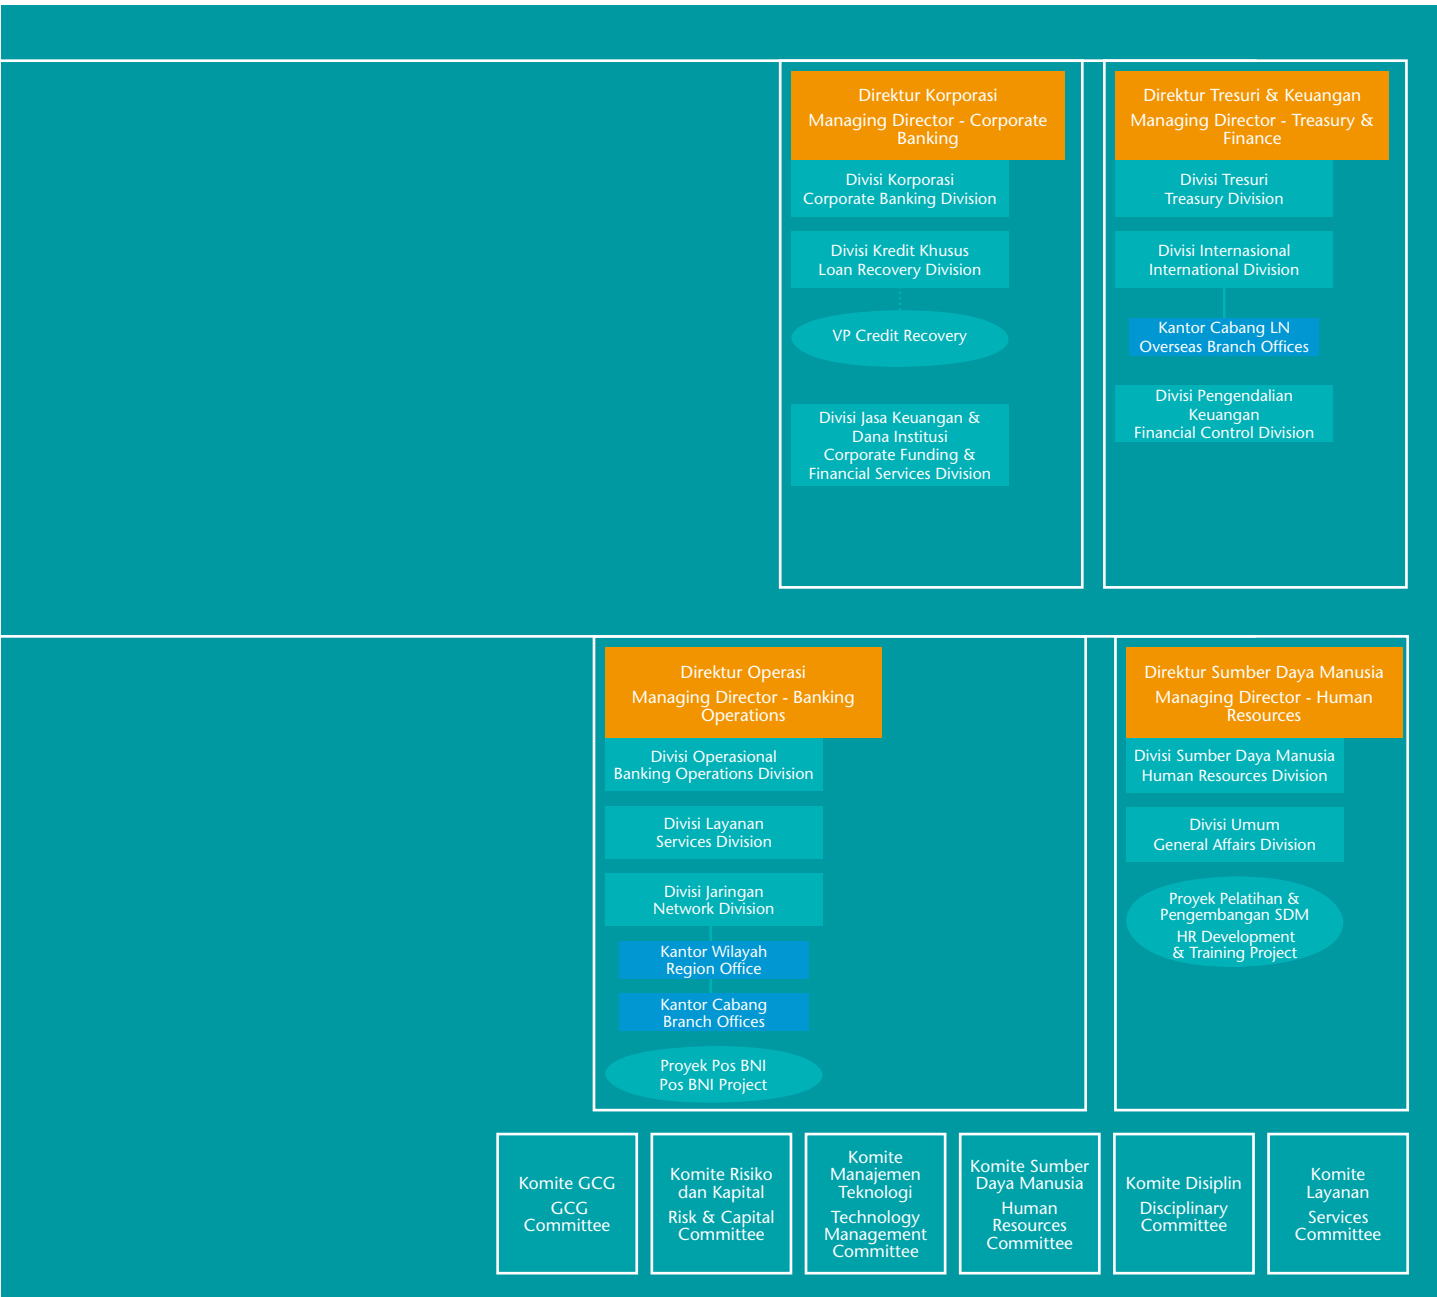 Direktur Korporasi
Managing Director - Corporate
Banking
Divisi Korporasi
Corporate Banking Division
Divisi Kredit Khusus
Loan Recovery Division
VP Credit Recovery
Divisi Jasa Keuangan &
Dana Institusi
Corporate Funding &
Financial Services Division
Direktur Tresuri & Keuangan
Managing Director - Treasury &
Finance
Divisi Tresuri
Treasury Division
Divisi Internasional
International Division
Kantor Cabang LN
Overseas Branch Offices
Divisi Pengendalian
Keuangan
Financial Control Division
Direktur Operasi
Managing Director - Banking
Operations
Divisi Operasional
Banking Operations Division
Divisi Layanan
Services Division
Divisi Jaringan
Network Division
Kantor Wilayah
Region Office
Kantor Cabang
Branch Offices
Proyek Pos BNI
Pos BNI Project
Direktur Sumber Daya Manusia
Managing Director - Human
Resources
Divisi Sumber Daya Manusia
Human Resources Division
Divisi Umum
General Affairs Division
Proyek Pelatihan &
Pengembangan SDM
HR Development
& Training Project
Komite GCG
GCG
Committee
Komite Risiko
dan Kapital
Risk & Capital
Committee
Komite
Manajemen
Teknologi
Technology
Management
Committee
Komite Sumber
Daya Manusia
Human
Resources
Committee
Komite Disiplin
Disciplinary
Committee
Komite
Layanan
Services
Committee